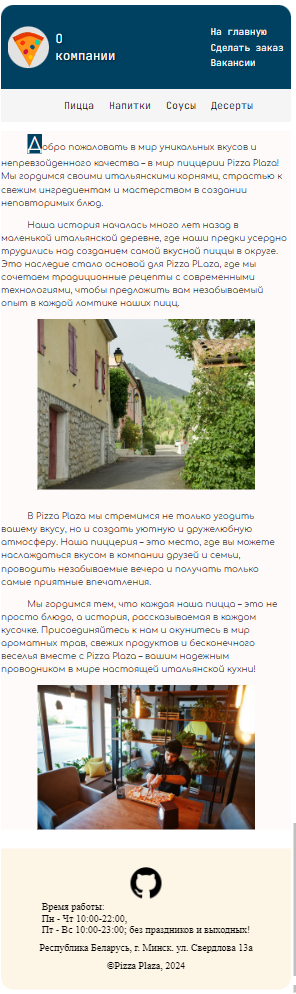 О
компании
На главную
Сделать заказ
Вакансии
Пицца Напитки Соусы Десерты
Добро пожаловать в мир уникальных вкусов и
непревзойденного качества – в мир пиццерии Pizza Plaza!
Мы гордимся своими итальянскими корнями, страстью к
свежим ингредиентам и мастерством в создании
неповторимых блюд.
Наша история началась много лет назад в
маленькой итальянской деревне, где наши предки усердно
трудились над созданием самой вкусной пиццы в округе.
Это наследие стало основой для Pizza PLaza, где мы
сочетаем традиционные рецепты с современными
технологиями, чтобы предложить вам незабываемый
опыт в каждой ломтике наших пицц.
В Pizza Plaza мы стремимся не только угодить
вашему вкусу, но и создать уютную и дружелюбную
атмосферу. Наша пиццерия – это место, где вы можете
наслаждаться вкусом в компании друзей и семьи,
проводить незабываемые вечера и получать только
самые приятные впечатления.
Мы гордимся тем, что каждая наша пицца – это не
просто блюдо, а история, рассказываемая в каждом
кусочке. Присоединяйтесь к нам и окунитесь в мир
ароматных трав, свежих продуктов и бесконечного
веселья вместе с Pizza Plaza – вашим надежным
проводником в мире настоящей итальянской кухни!
Время работы:
Пн - Чт 10:00-22:00,
Пт - Вс 10:00-23:00; без праздников и выходных!
Республика Беларусь, г. Минск. ул. Свердлова 13а
©Pizza Plaza, 2024